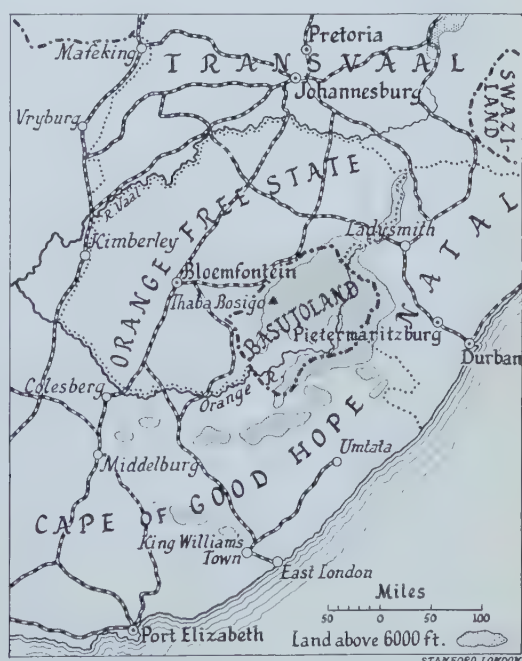 Pretoria
Mafeking
TRANSVAAL
Johannesburg
SWAZI-
LAND
Vryburg
R. Vaal
ORANGE FREE STATE
Kimberley
Ladysmith
NATAL
Bloemfontein
Thaba Bosigo
BASUTOLAND
Pietermaritzburg
Durban
Colesberg
Orange R.
Umtata
Middelburg
CAPE OF GOOD HOPE
King William's
Town
East London
Port Elizabeth
Miles
50 0 50 100
Land above 6000 ft.
STANFORD, LONDON